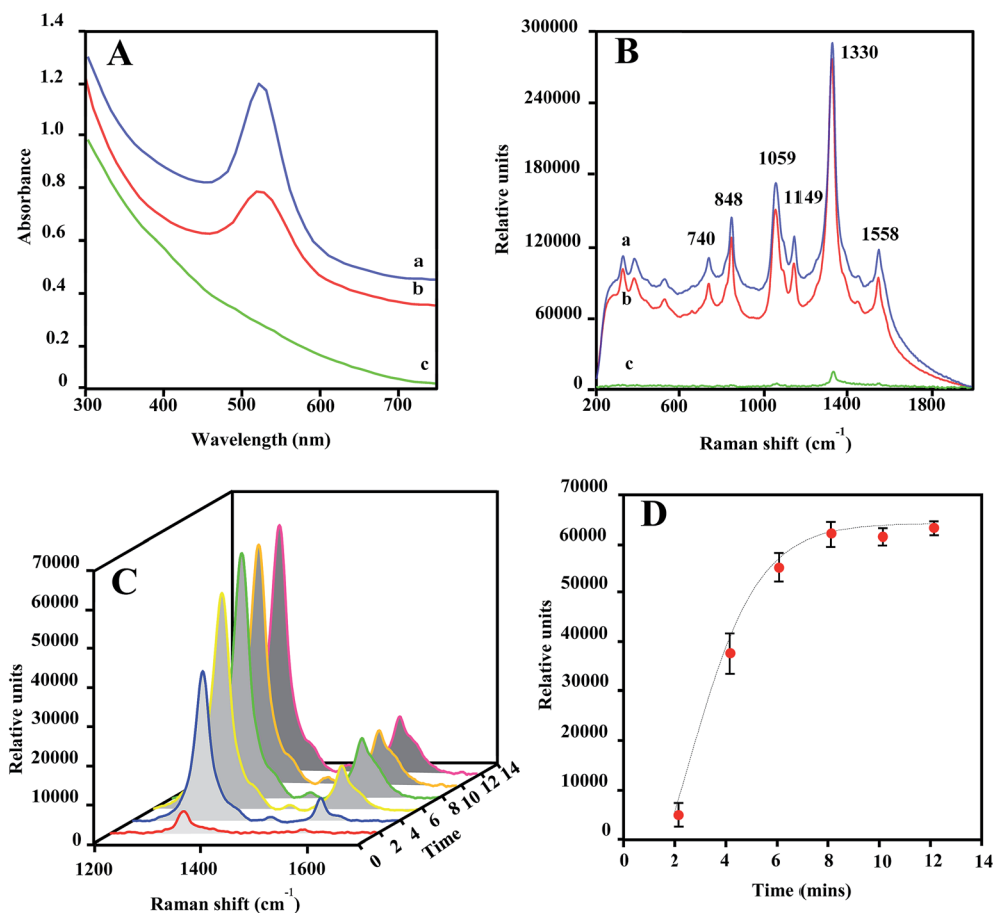 A
1.4
1.2
1.0
0.8
0.6
0.4
0.2
0
Absorbance
a
b
c
300 400 500 600 700
Wavelength (nm)
B
300000
240000
180000
120000
60000
0
Relative units
1330
1059
1149
848
740
1558
a
b
c
200 600 1000 1400 1800
Raman shift (cm-1)
C
70000
60000
50000
40000
30000
20000
10000
0
Relative units
1200 1400 1600
Raman shift (cm-1)
0 2 4 6 8 10 12 14
Time
D
70000
60000
50000
40000
30000
20000
10000
0
Relative units
0 2 4 6 8 10 12 14
Time (mins)